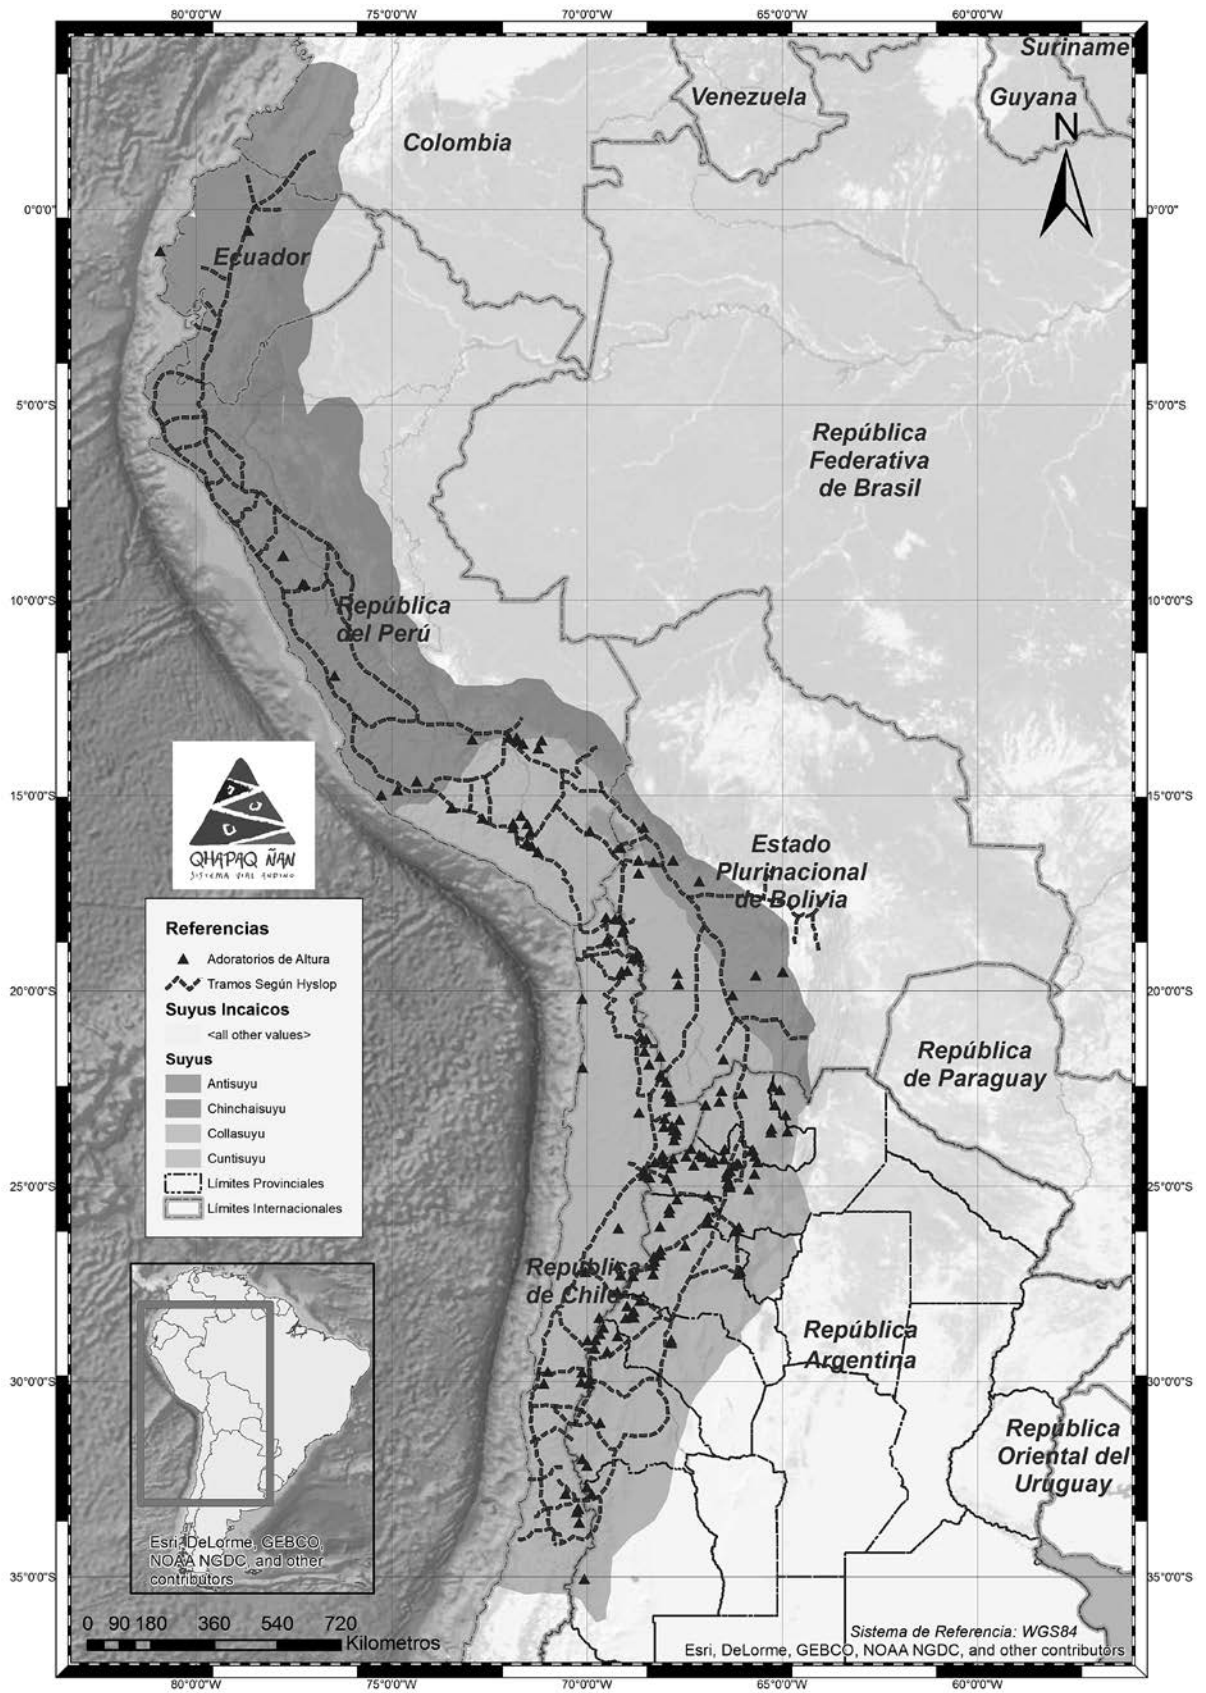 80°0'0"W 75°0'0"W 70°0'0"W 65°0'0"W 60°0'0"W
Suriname
Venezuela
Guyana
N
Colombia
0°0'0"
0°0'0"
Ecuador
5°0'0"S
5°0'0"S
República
Federativa
de Brasil
10°0'0"S
10°0'0"S
República
del Perú
QHAPAQ ÑAN
SISTEMA VIAL ANDINO
15°0'0"S
15°0'0"S
Estado
Plurinacional
de Bolivia
Referencias
Adoratorios de Altura
Tramos Según Hyslop
Suyus Incaicos
<all other values>
Suyus
Antisuyu
Chinchaisuyu
Collasuyu
Cuntisuyu
Límites Provinciales
Límites Internacionales
20°0'0"S
20°0'0"S
República
de Paraguay
25°0'0"S
25°0'0"S
República
de Chile
República
Argentina
30°0'0"S
30°0'0"S
República
Oriental del
Uruguay
Esri, DeLorme, GEBCO,
NOAA NGDC, and other
contributors
35°0'0"S
35°0'0"S
0 90 180 360 540 720
Kilometros
Sistema de Referencia: WGS84
Esri, DeLorme, GEBCO, NOAA NGDC, and other contributors
80°0'0"W 75°0'0"W 70°0'0"W 65°0'0"W 60°0'0"W